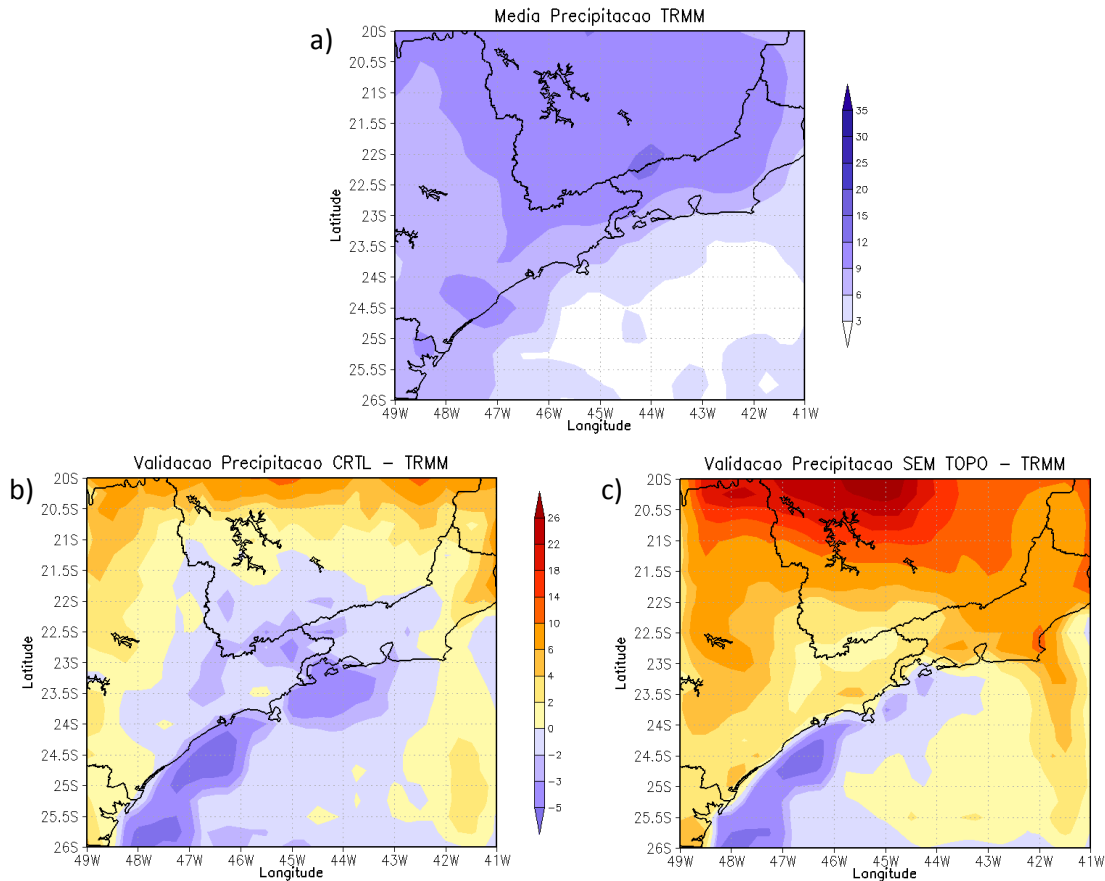 Media Precipitacao TRMM
a)
20S
20.5S
21S
21.5S
22S
22.5S
23S
23.5S
24S
24.5S
25S
25.5S
26S
Latitude
49W 48W 47W 46W 45W 44W 43W 42W 41W
Longitude
35
30
25
20
15
12
9
6
3
Validacao Precipitacao CRTL – TRMM
b)
20S
20.5S
21S
21.5S
22S
22.5S
23S
23.5S
24S
24.5S
25S
25.5S
26S
Latitude
49W 48W 47W 46W 45W 44W 43W 42W 41W
Longitude
26
22
18
14
10
6
4
2
0
−2
−3
−5
Validacao Precipitacao SEM TOPO – TRMM
c)
20S
20.5S
21S
21.5S
22S
22.5S
23S
23.5S
24S
24.5S
25S
25.5S
26S
Latitude
49W 48W 47W 46W 45W 44W 43W 42W 41W
Longitude